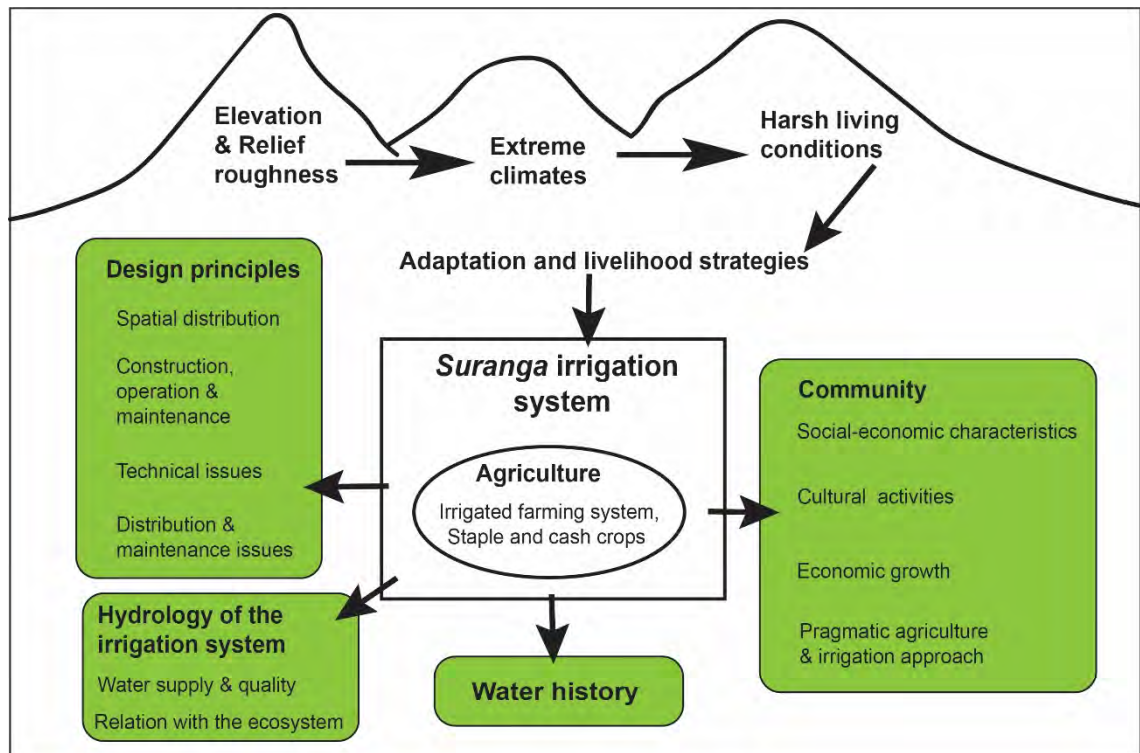 Elevation
& Relief
roughness
Extreme
climates
Harsh living
conditions
Adaptation and livelihood strategies
Design principles
Spatial distribution
Construction,
operation &
maintenance
Technical issues
Distribution &
maintenance issues
Suranga irrigation
system
Agriculture
Irrigated farming system,
Staple and cash crops
Community
Social-economic characteristics
Cultural activities
Economic growth
Pragmatic agriculture
& irrigation approach
Hydrology of the
irrigation system
Water supply & quality
Relation with the ecosystem
Water history